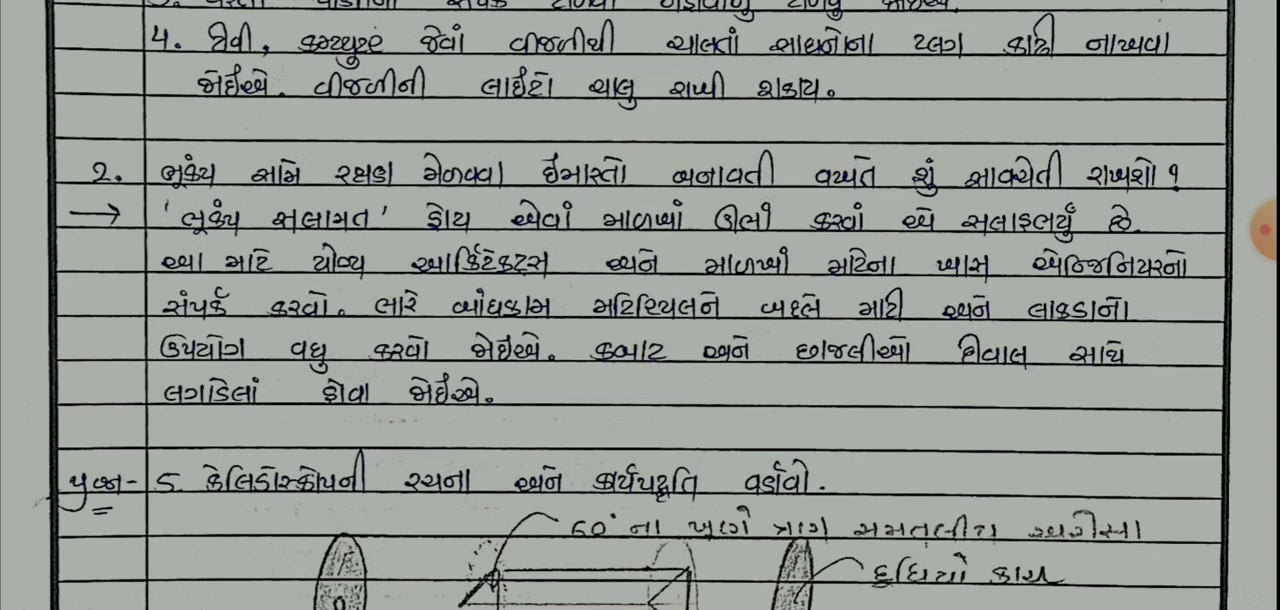 4. ટીવી, કમ્પ્યુટર જેવાં વીજળીથી ચાલતાં સાધનોના પ્લગ કાઢી નાખવા
જોઈએ. વીજળીની લાઈટો ચાલુ રાખી શકાય.
2. ભૂકંપ સામે રક્ષણ મેળવવા ઈમારતો બનાવતી વખતે શું સાવચેતી રાખશો?
→ 'ભૂકંપ સલામત' હોય એવાં માળખાં ઊભાં કરવાં એ સલાહભર્યું છે.
આ માટે યોગ્ય આર્કિટેક્ટ્સ અને માળખાં માટેના ખાસ એન્જિનિયરનો
સંપર્ક કરવો. ભારે બાંધકામ મટિરિયલને બદલે માટી અને લાકડાનો
ઉપયોગ વધુ કરવો જોઈએ. કબાટ અને છાજલીઓ દિવાલ સાથે
લગાડેલાં હોવા જોઈએ.
પ્રશ્ન- 5. કેલિડોસ્કોપની રચના અને કાર્યપદ્ધતિ વર્ણવો.
60° ના ખૂણે ત્રણ સમતલીય અરીસા
દુધિયો કાચ